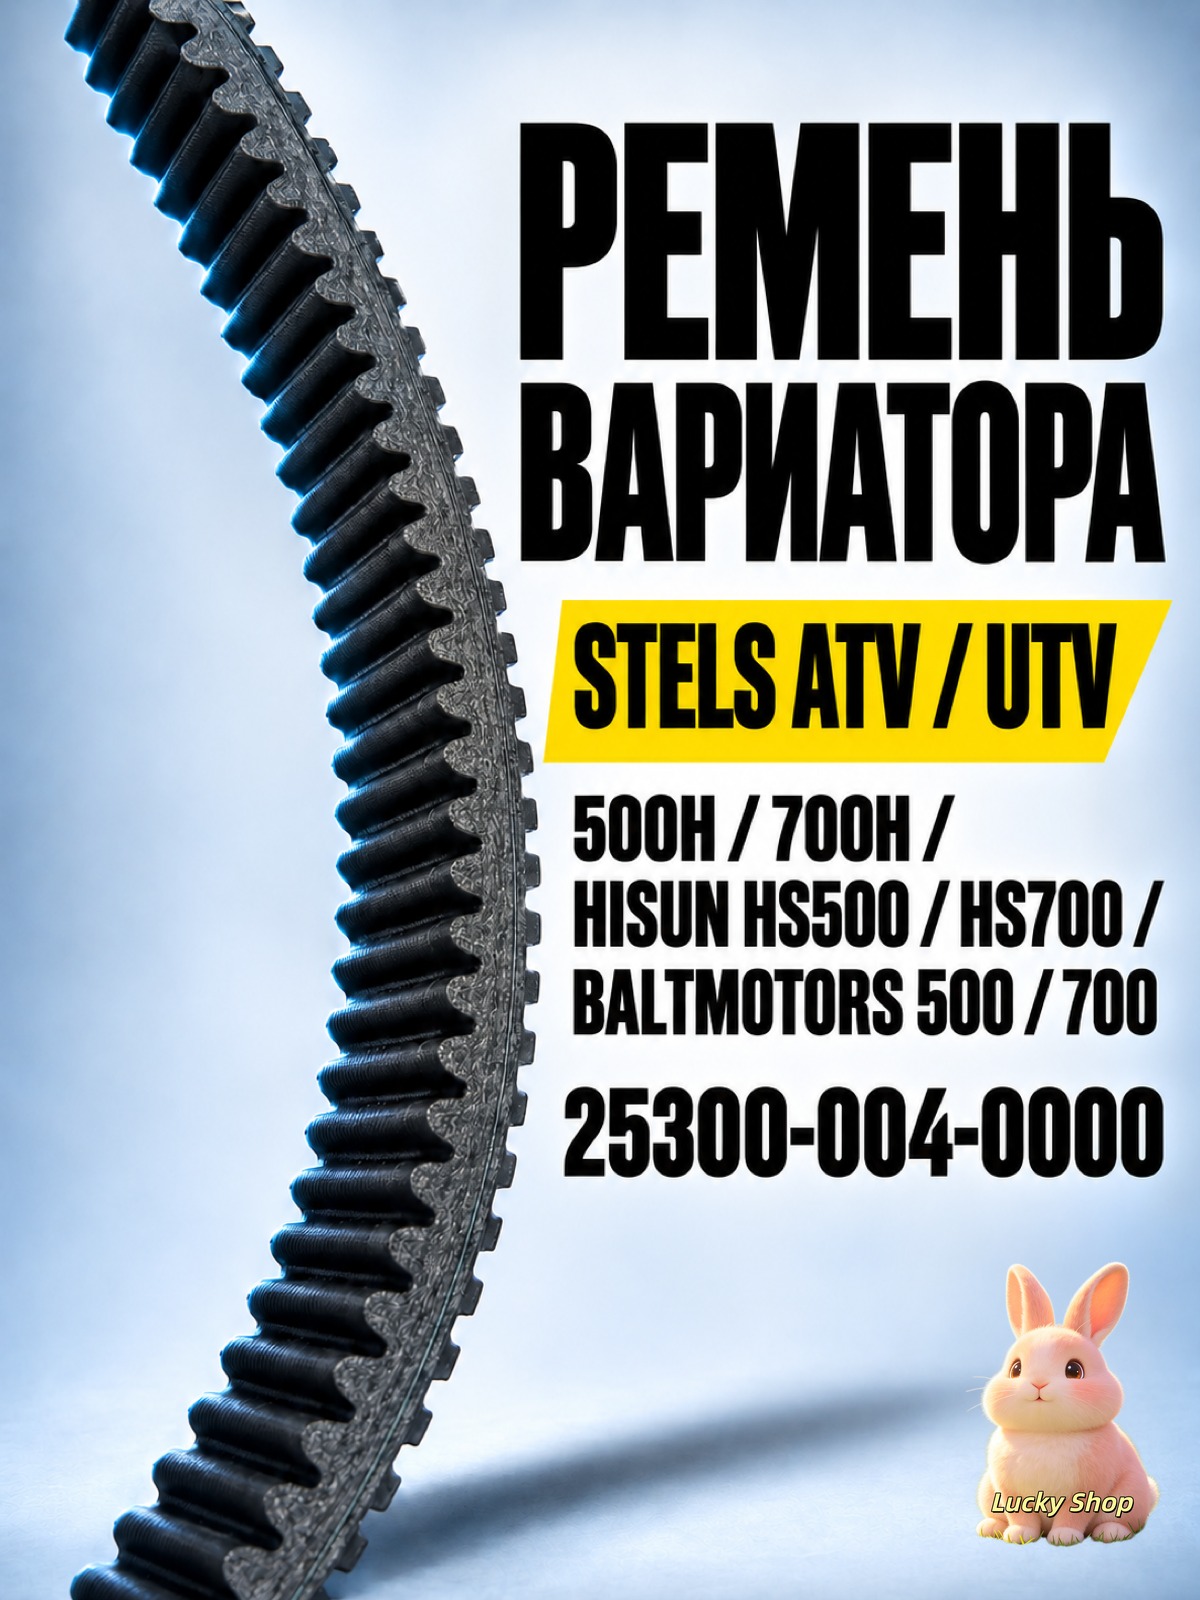 РЕМЕНЬ
ВАРИАТОРА
STELS ATV / UTV
500H / 700H /
HISUN HS500 / HS700 /
BALTMOTORS 500 / 700
25300-004-0000
Lucky Shop